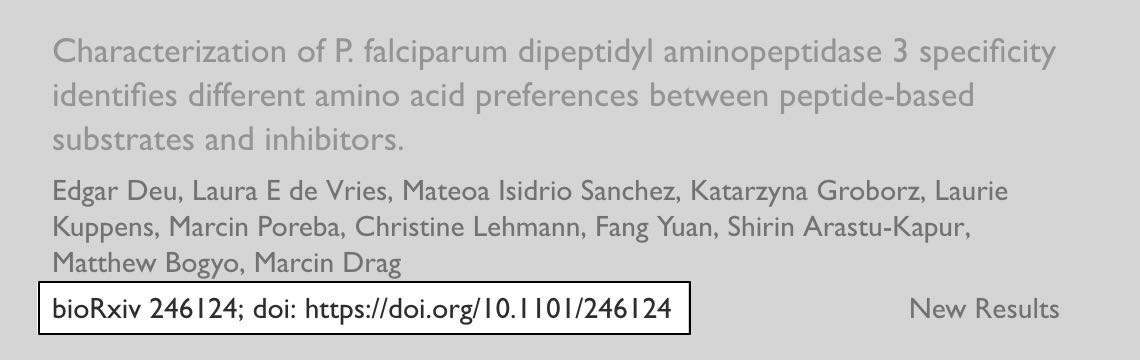 Characterization of P. falciparum dipeptidyl aminopeptidase 3 specificity
identifies different amino acid preferences between peptide-based
substrates and inhibitors.
Edgar Deu, Laura E de Vries, Mateoa Isidrio Sanchez, Katarzyna Groborz, Laurie
Kuppens, Marcin Poreba, Christine Lehmann, Fang Yuan, Shirin Arastu-Kapur,
Matthew Bogyo, Marcin Drag
bioRxiv 246124; doi: https://doi.org/10.1101/246124
New Results